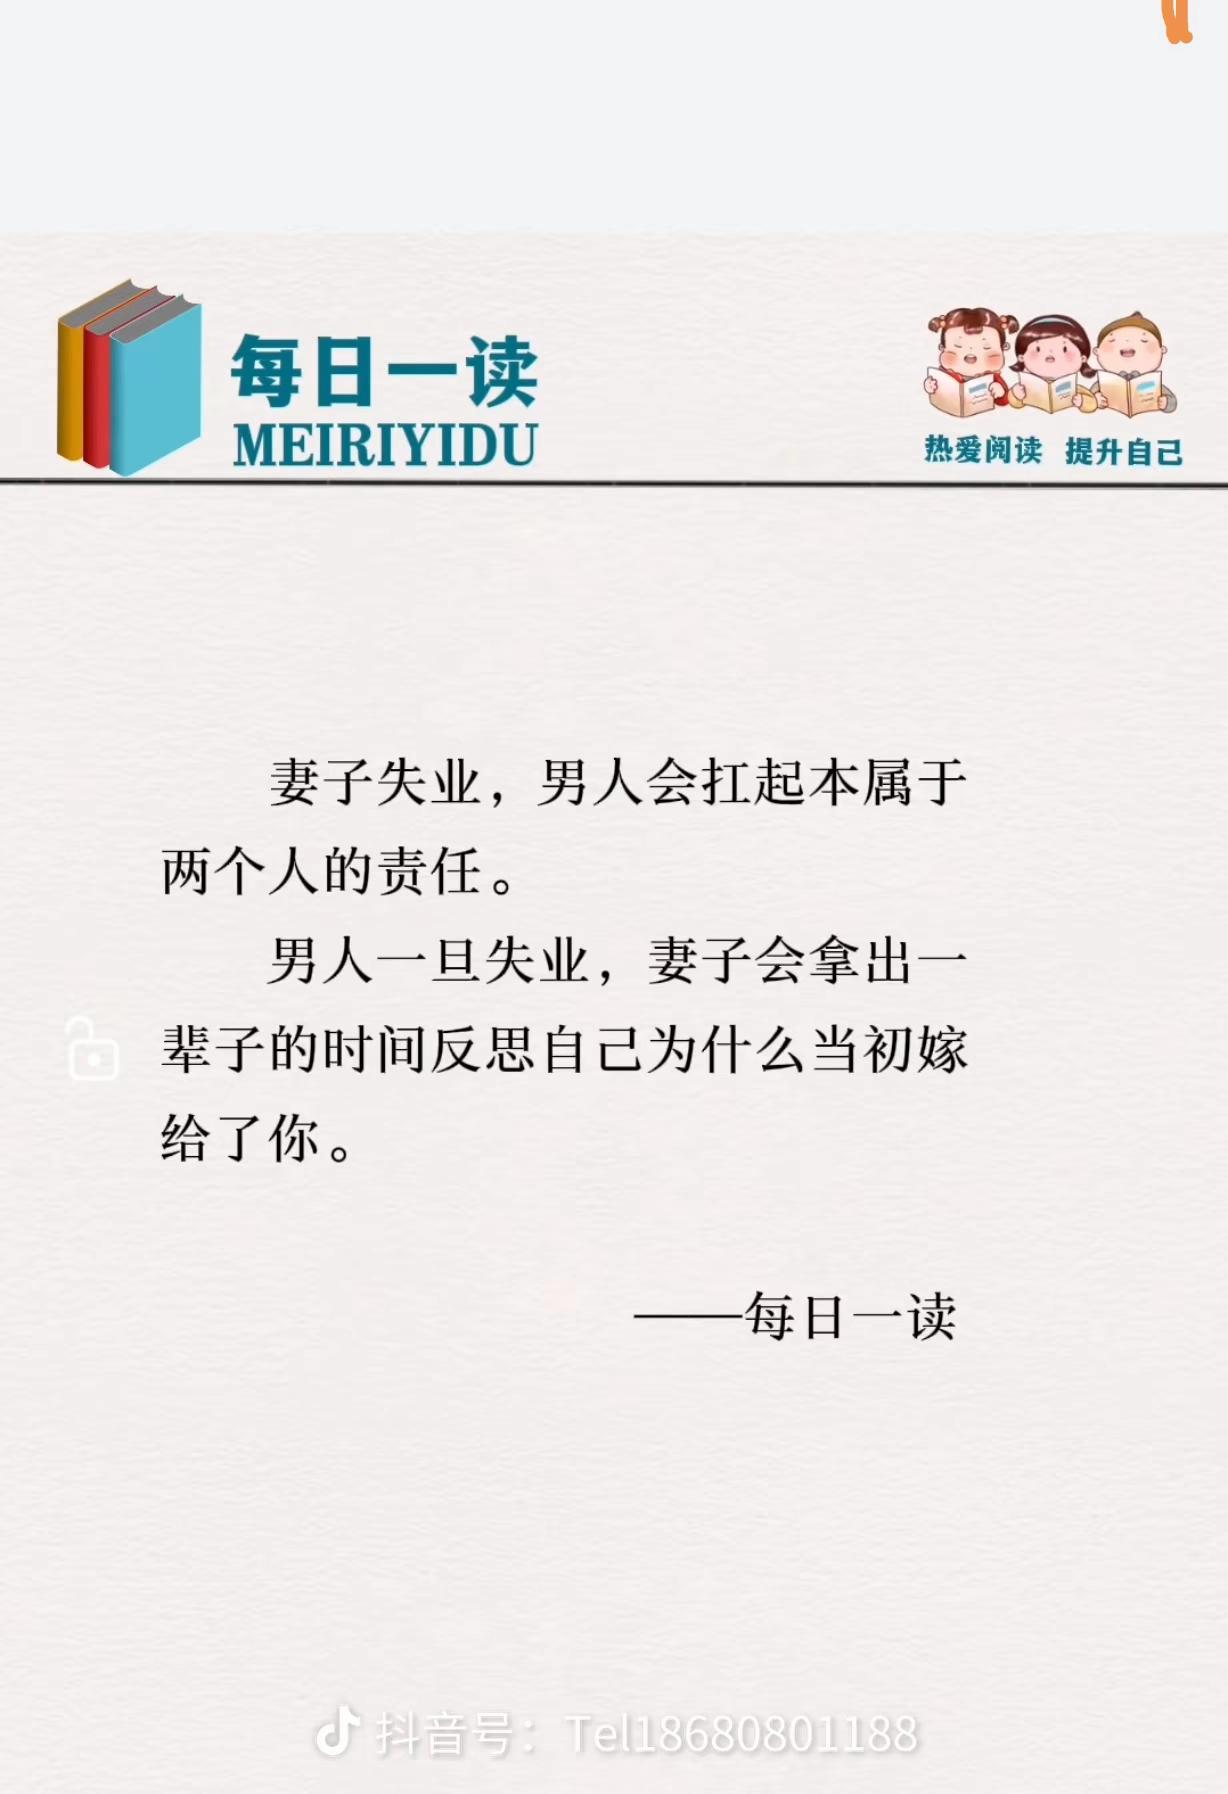 每日一读
MEIRIYIDU
热爱阅读 提升自己
妻子失业，男人会扛起本属于
两个人的责任。
男人一旦失业，妻子会拿出一
辈子的时间反思自己为什么当初嫁
给了你。
——每日一读
抖音号：Tel18680801188